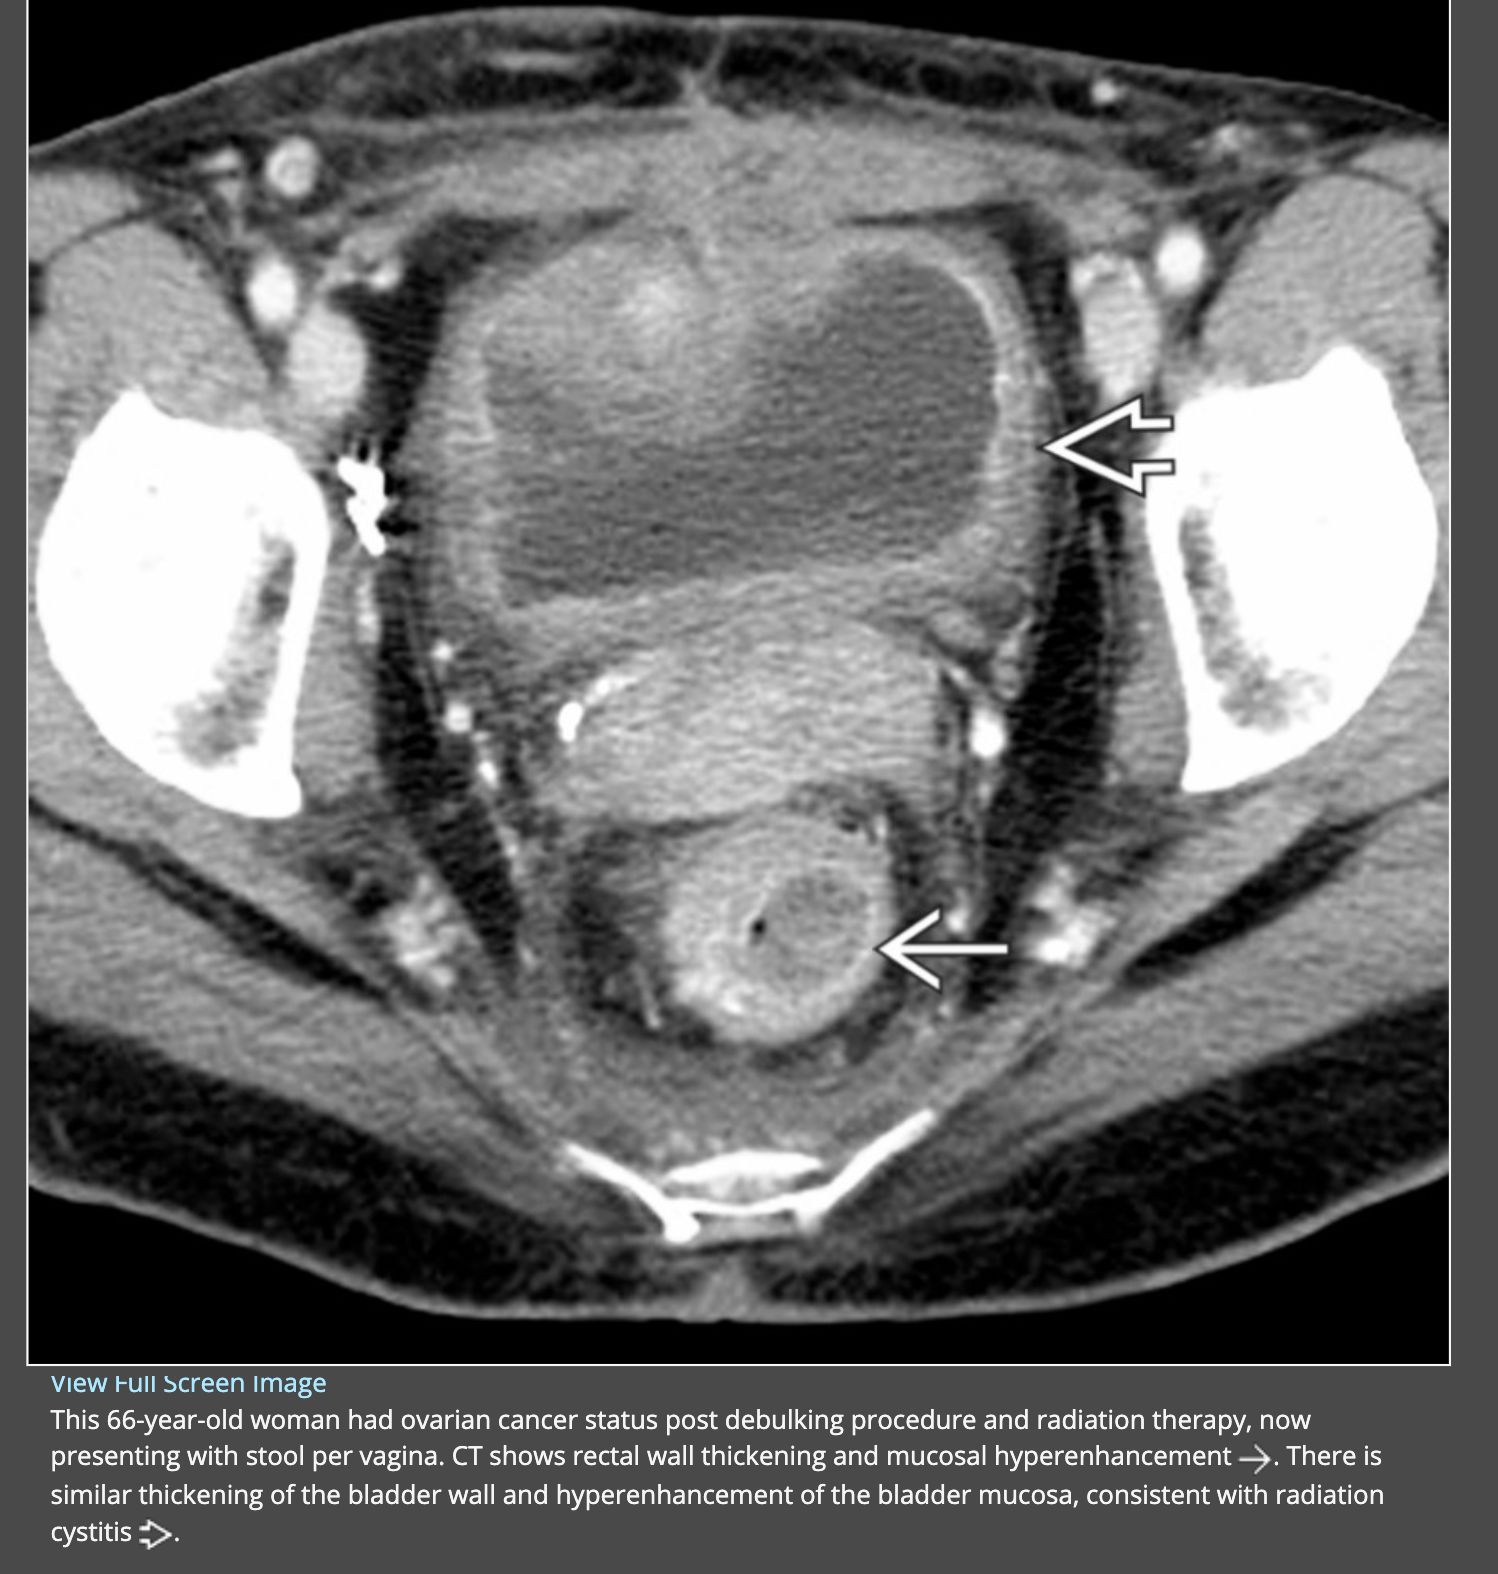 View Full Screen Image
This 66-year-old woman had ovarian cancer status post debulking procedure and radiation therapy, now
presenting with stool per vagina. CT shows rectal wall thickening and mucosal hyperenhancement →. There is
similar thickening of the bladder wall and hyperenhancement of the bladder mucosa, consistent with radiation
cystitis ⇨.